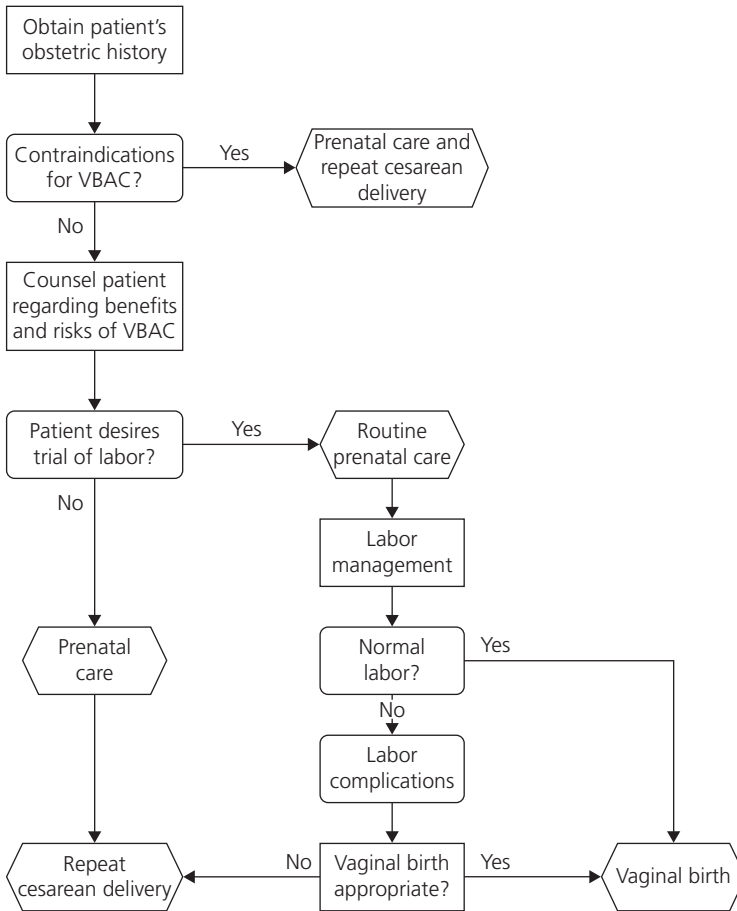 Obtain patient's
obstetric history
Contraindications
for VBAC?
Yes
Prenatal care and
repeat cesarean
delivery
No
Counsel patient
regarding benefits
and risks of VBAC
Patient desires
trial of labor?
Yes
Routine
prenatal care
No
Labor
management
Normal
labor?
Yes
Prenatal
care
No
Labor
complications
Repeat
cesarean delivery
No
Vaginal birth
appropriate?
Yes
Vaginal birth